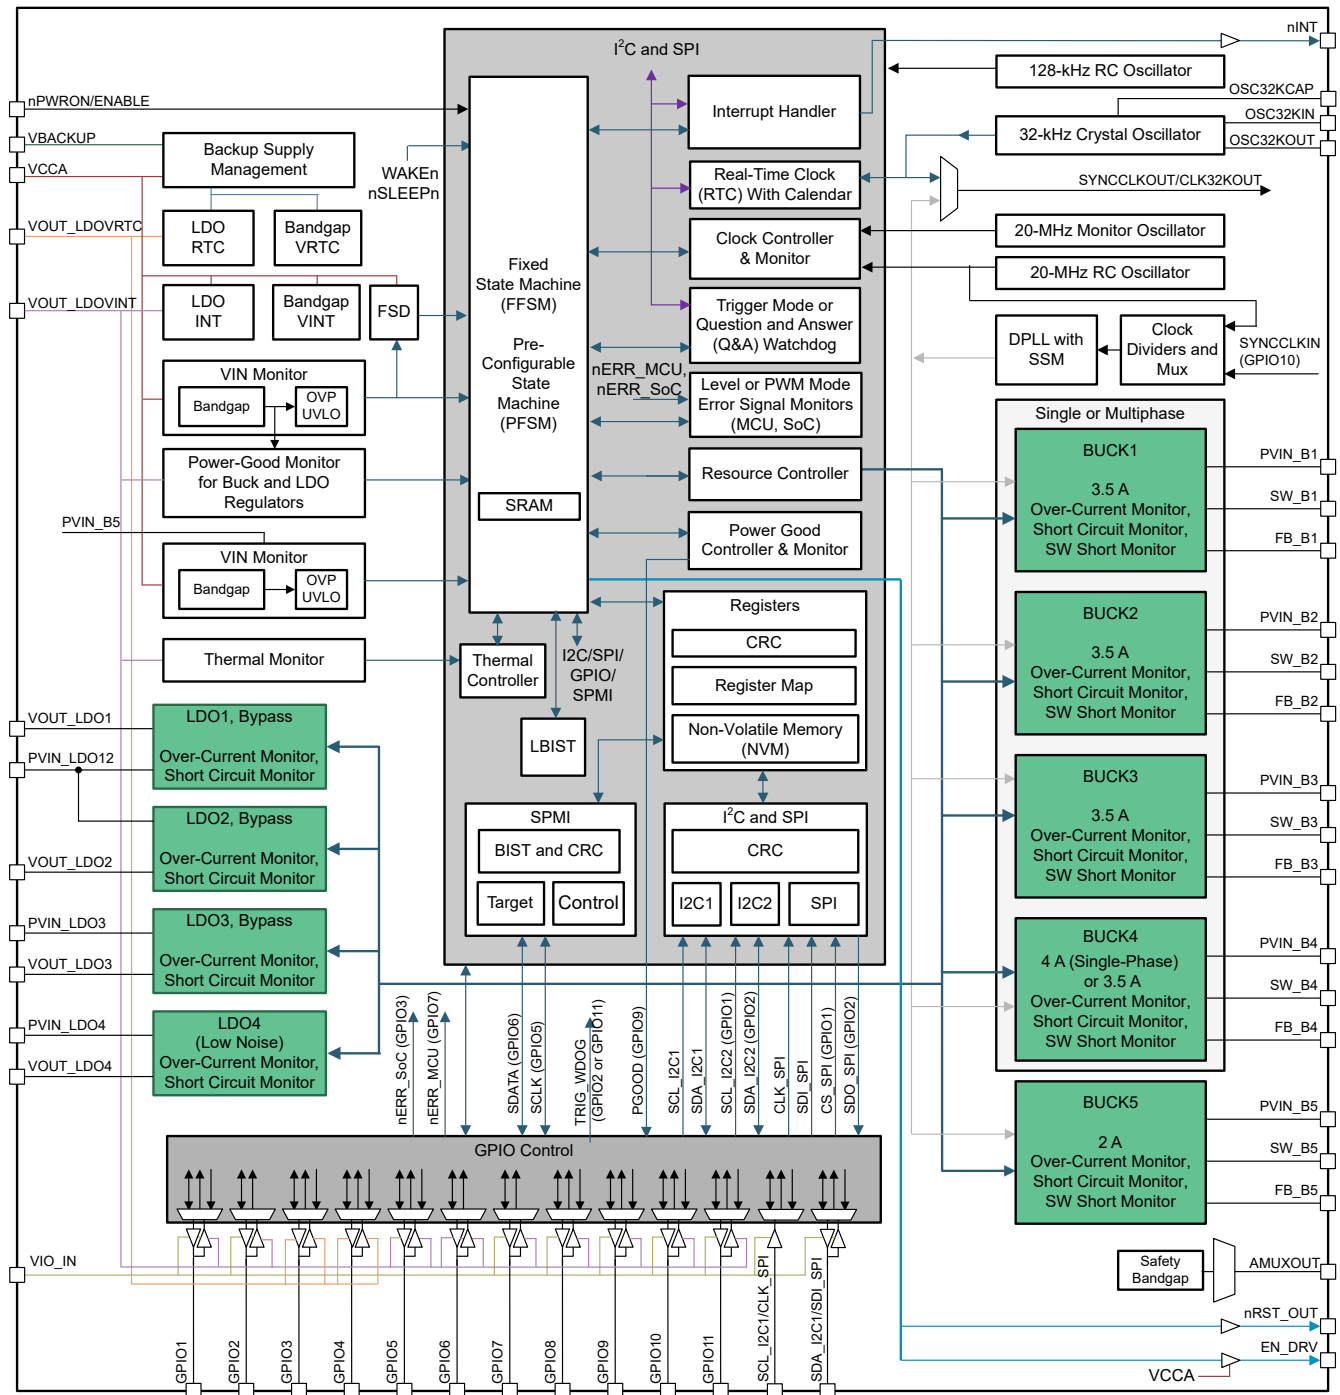 nINT
I2C and SPI
128-kHz RC Oscillator
nPWRON/ENABLE
Interrupt Handler
OSC32KCAP
OSC32KIN
32-kHz Crystal Oscillator
OSC32KOUT
VBACKUP
Backup Supply
Management
VCCA
WAKEn
nSLEEPn
Real-Time Clock
(RTC) With Calendar
SYNCCLKOUT/CLK32KOUT
VOUT_LDOVRTC
LDO
RTC
Bandgap
VRTC
Clock Controller
& Monitor
20-MHz Monitor Oscillator
20-MHz RC Oscillator
Fixed
State Machine
(FFSM)
Pre-
Configurable
State
Machine
(PFSM)
VOUT_LDOVINT
LDO
INT
Bandgap
VINT
FSD
Trigger Mode or
Question and Answer
(Q&A) Watchdog
DPLL with
SSM
Clock
Dividers and
Mux
SYNCCLKIN
(GPIO10)
VIN Monitor
Bandgap
OVP
UVLO
nERR_MCU,
nERR_SoC
Level or PWM Mode
Error Signal Monitors
(MCU, SoC)
Power-Good Monitor
for Buck and LDO
Regulators
Resource Controller
SRAM
PVIN_B5
VIN Monitor
Bandgap
OVP
UVLO
Power Good
Controller & Monitor
Thermal Monitor
Thermal
Controller
I2C/SPI/
GPIO/
SPMI
LBIST
Registers
CRC
Register Map
Non-Volatile Memory
(NVM)
SPMI
BIST and CRC
Target
Control
I2C and SPI
CRC
I2C1
I2C2
SPI
Single or Multiphase
BUCK1
3.5 A
Over-Current Monitor,
Short Circuit Monitor,
SW Short Monitor
PVIN_B1
SW_B1
FB_B1
BUCK2
3.5 A
Over-Current Monitor,
Short Circuit Monitor,
SW Short Monitor
PVIN_B2
SW_B2
FB_B2
BUCK3
3.5 A
Over-Current Monitor,
Short Circuit Monitor,
SW Short Monitor
PVIN_B3
SW_B3
FB_B3
BUCK4
4 A (Single-Phase)
or 3.5 A
Over-Current Monitor,
Short Circuit Monitor,
SW Short Monitor
PVIN_B4
SW_B4
FB_B4
BUCK5
2 A
Over-Current Monitor,
Short Circuit Monitor,
SW Short Monitor
PVIN_B5
SW_B5
FB_B5
VOUT_LDO1
PVIN_LDO12
LDO1, Bypass
Over-Current Monitor,
Short Circuit Monitor
VOUT_LDO2
LDO2, Bypass
Over-Current Monitor,
Short Circuit Monitor
PVIN_LDO3
VOUT_LDO3
LDO3, Bypass
Over-Current Monitor,
Short Circuit Monitor
PVIN_LDO4
VOUT_LDO4
LDO4
(Low Noise)
Over-Current Monitor,
Short Circuit Monitor
nERR_SoC (GPIO3)
nERR_MCU (GPIO7)
SDATA (GPIO6)
SCLK (GPIO5)
TRIG_WDOG
(GPIO2 or GPIO11)
PGOOD (GPIO9)
SCL_I2C1
SDA_I2C1
SCL_I2C2 (GPIO1)
SDA_I2C2 (GPIO2)
CLK_SPI
SDI_SPI
CS_SPI (GPIO1)
SDO_SPI (GPIO2)
GPIO Control
VIO_IN
GPIO1
GPIO2
GPIO3
GPIO4
GPIO5
GPIO6
GPIO7
GPIO8
GPIO9
GPIO10
GPIO11
SCL_I2C1/CLK_SPI
SDA_I2C1/SDI_SPI
Safety
Bandgap
AMUXOUT
nRST_OUT
EN_DRV
VCCA